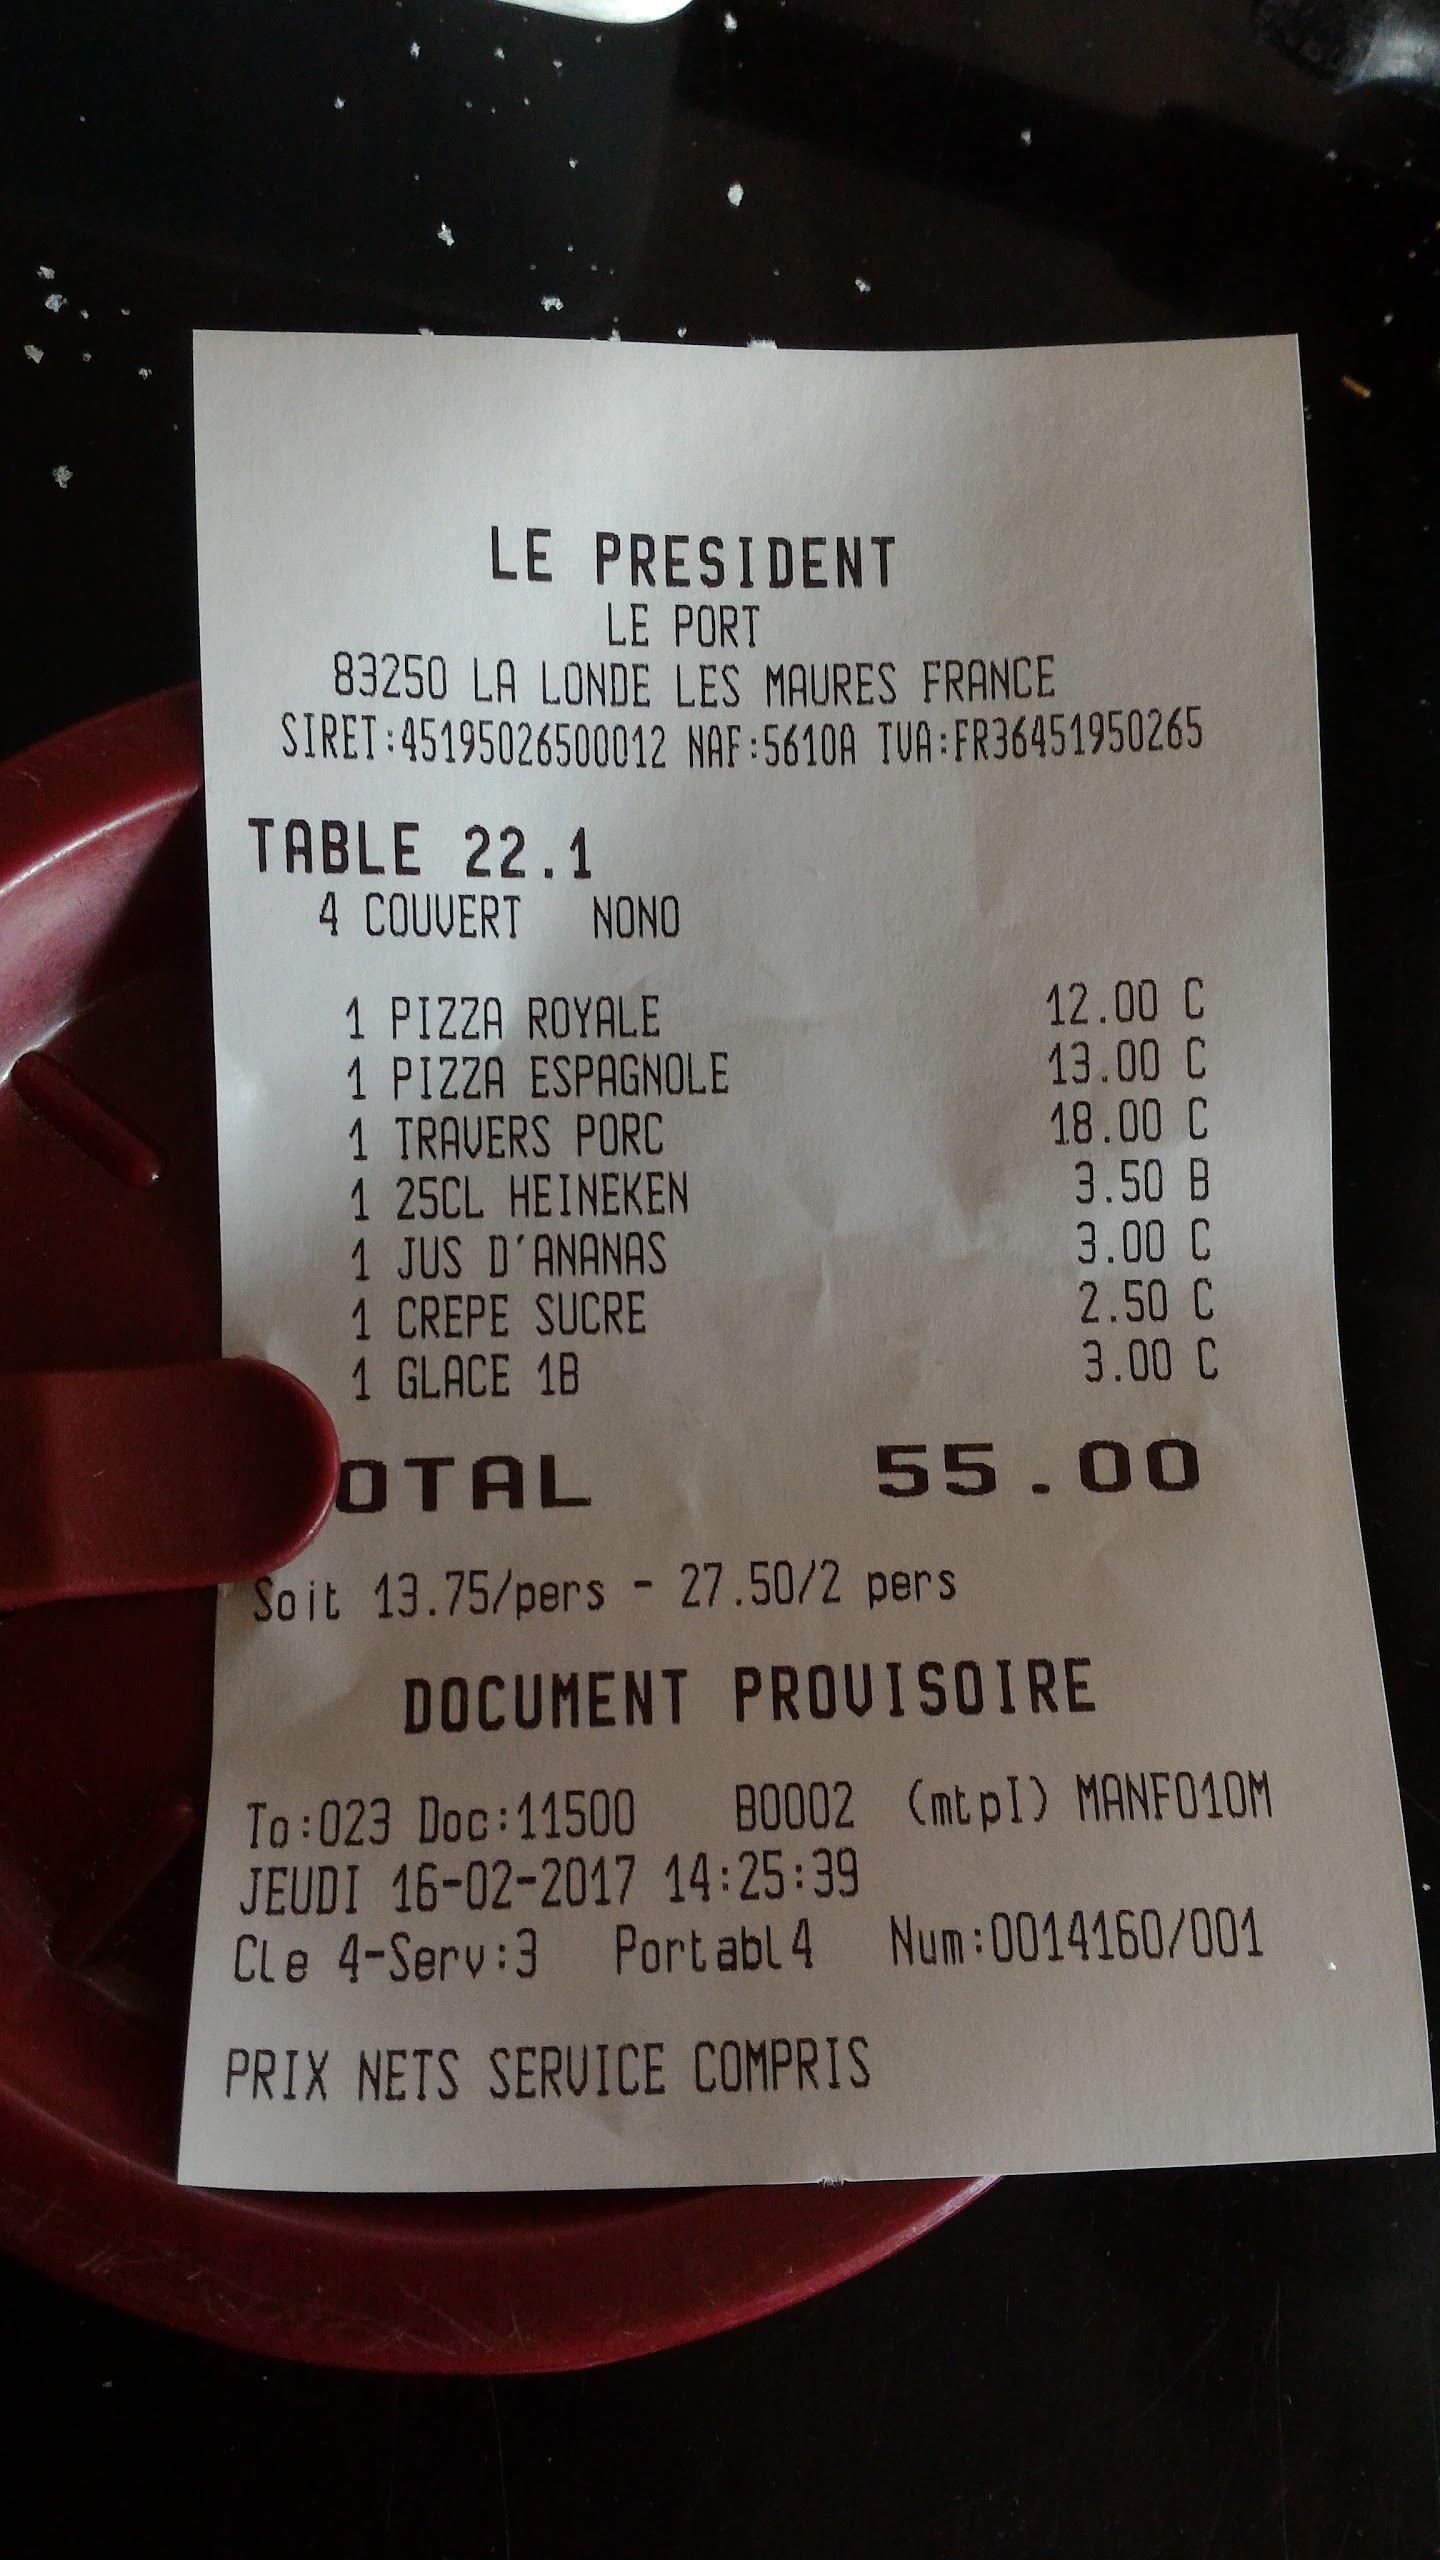 LE PRESIDENT
LE PORT
83250 LA LONDE LES MAURES FRANCE
SIRET:45195026500012 NAF:5610A TVA:FR36451950265
TABLE 22.1
4 COUVERT NONO
1 PIZZA ROYALE 12.00 C
1 PIZZA ESPAGNOLE 13.00 C
1 TRAVERS PORC 18.00 C
1 25CL HEINEKEN 3.50 B
1 JUS D'ANANAS 3.00 C
1 CREPE SUCRE 2.50 C
1 GLACE 1B 3.00 C
OTAL 55.00
Soit 13.75/pers - 27.50/2 pers
DOCUMENT PROVISOIRE
To:023 Doc:11500 B0002 (mtpI) MANF010M
JEUDI 16-02-2017 14:25:39
Cle 4-Serv:3 Portabl4 Num:0014160/001
PRIX NETS SERVICE COMPRIS